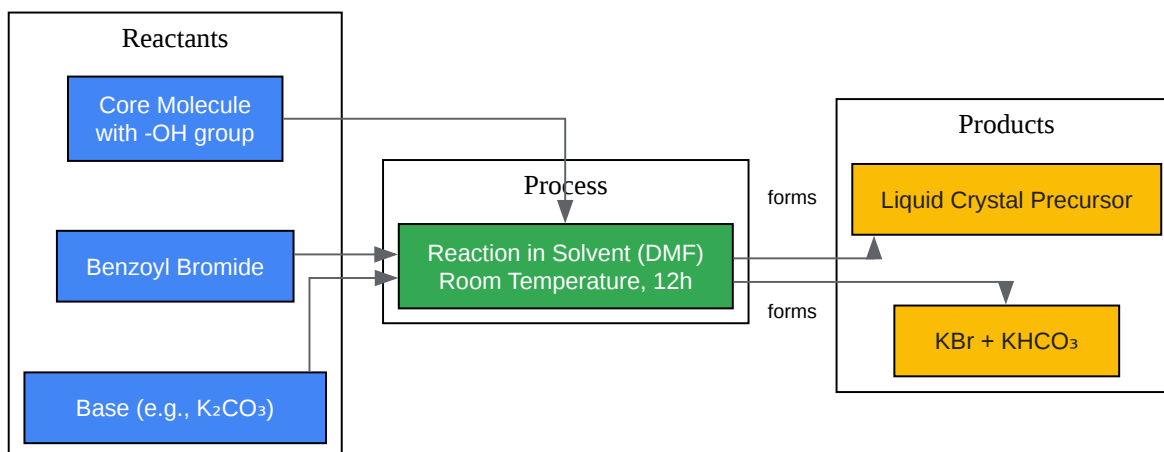 Reactants
Core Molecule
with -OH group
Benzoyl Bromide
Base (e.g., K₂CO₃)
Process
Reaction in Solvent (DMF)
Room Temperature, 12h
forms
forms
Products
Liquid Crystal Precursor
KBr + KHCO₃